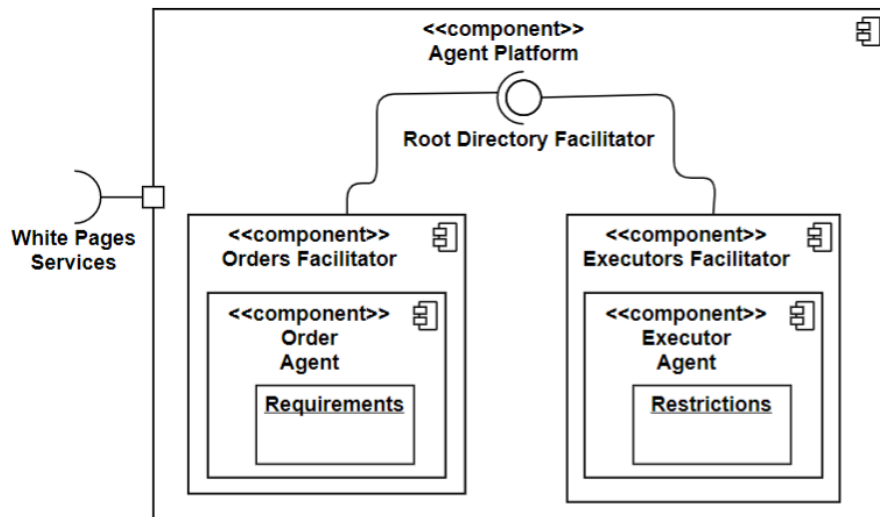 <<component>>
Agent Platform
Root Directory Facilitator
White Pages
Services
<<component>>
Orders Facilitator
<<component>>
Order
Agent
Requirements
<<component>>
Executors Facilitator
<<component>>
Executor
Agent
Restrictions